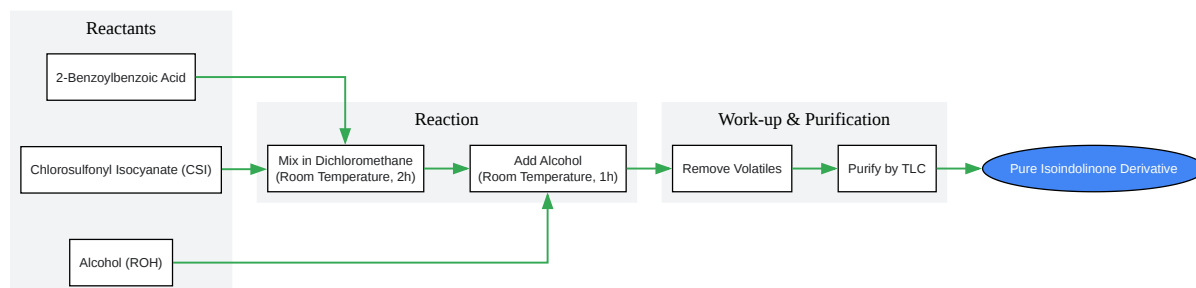 Reactants
2-Benzoylbenzoic Acid
Chlorosulfonyl Isocyanate (CSI)
Alcohol (ROH)
Reaction
Mix in Dichloromethane
(Room Temperature, 2h)
Add Alcohol
(Room Temperature, 1h)
Work-up & Purification
Remove Volatiles
Purify by TLC
Pure Isoindolinone Derivative